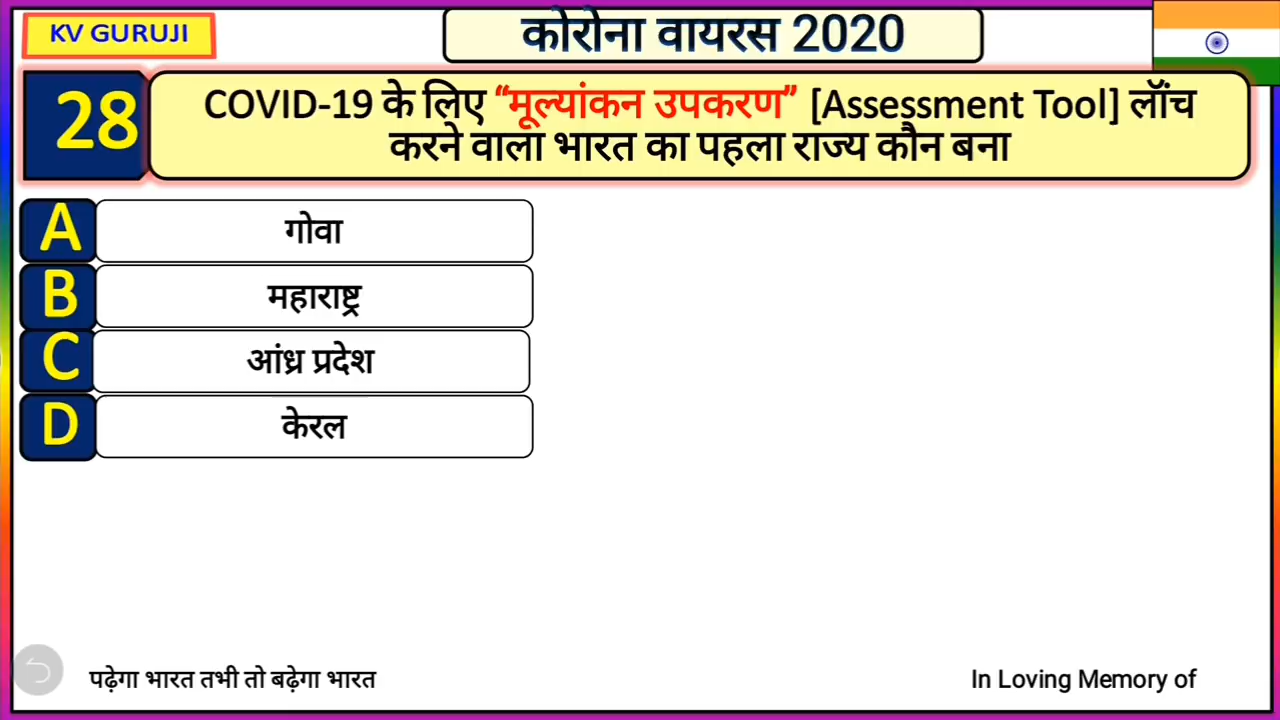 KV GURUJI
कोरोना वायरस 2020
28
COVID-19 के लिए “मूल्यांकन उपकरण” [Assessment Tool] लॉंच
करने वाला भारत का पहला राज्य कौन बना
A गोवा
B महाराष्ट्र
C आंध्र प्रदेश
D केरल
पढ़ेगा भारत तभी तो बढ़ेगा भारत
In Loving Memory of